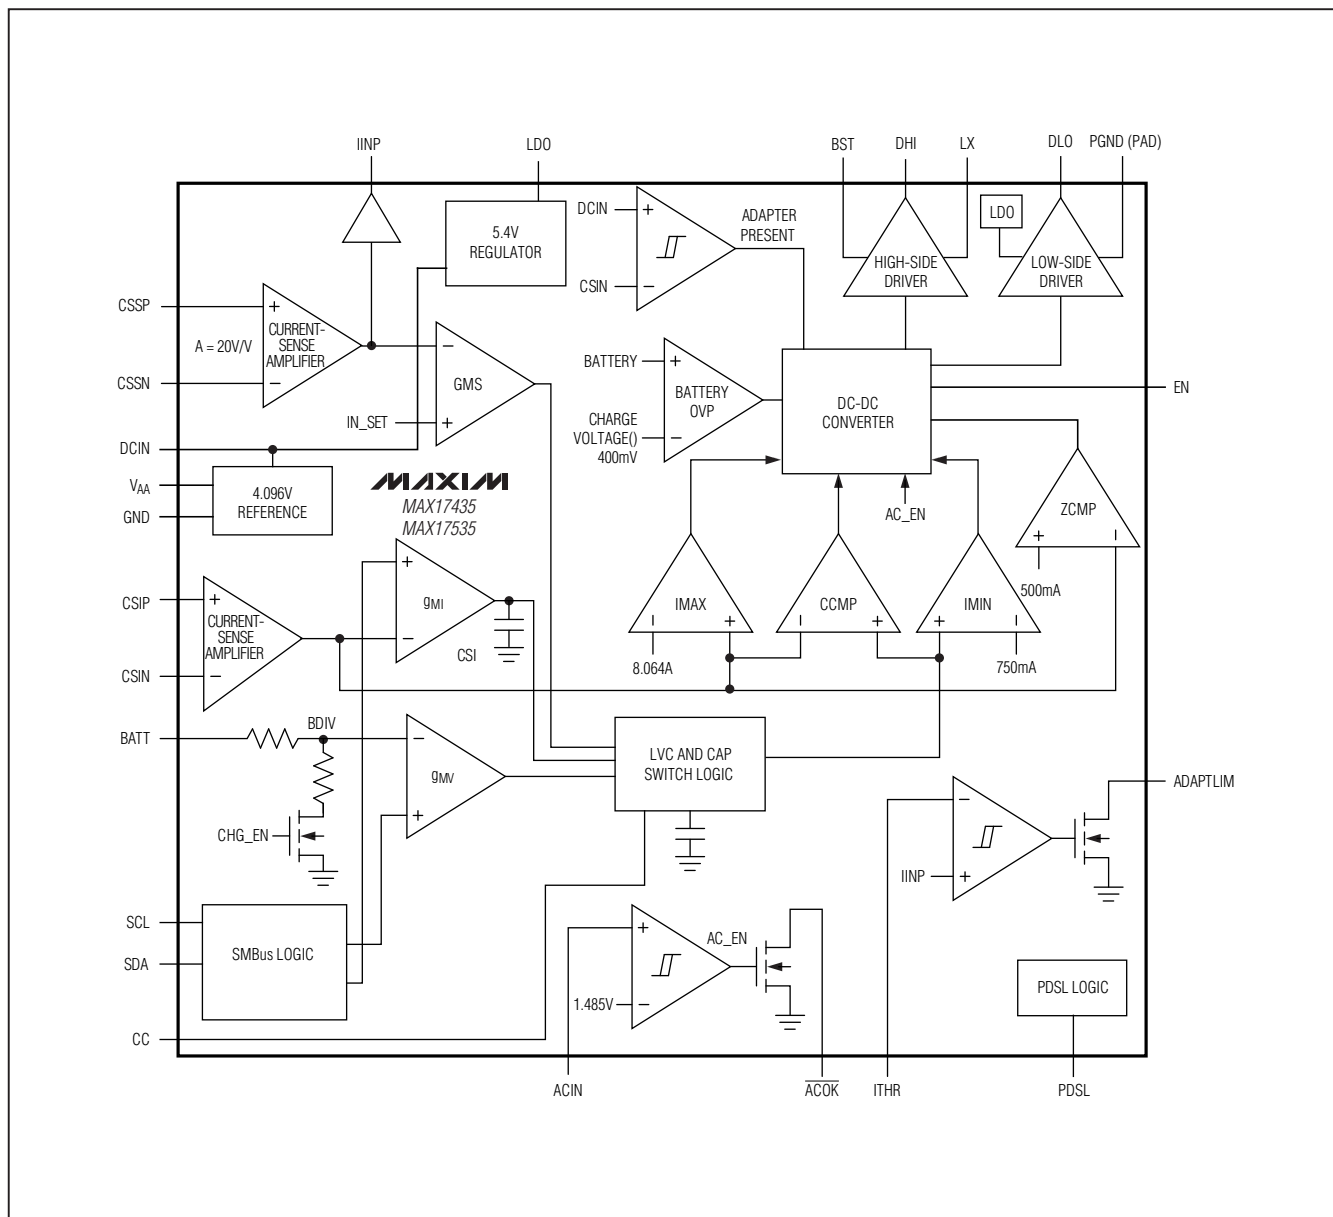 IINP
LDO
BST
DHI
LX
DLO
PGND (PAD)
DCIN
+
CSIN
−
ADAPTER
PRESENT
5.4V
REGULATOR
HIGH-SIDE
DRIVER
LDO
LOW-SIDE
DRIVER
CSSP
+
A = 20V/V
CURRENT-
SENSE
AMPLIFIER
CSSN
−
−
GMS
IN_SET
+
BATTERY
+
BATTERY
OVP
CHARGE
VOLTAGE()
400mV
−
DC-DC
CONVERTER
EN
DCIN
VAA
GND
4.096V
REFERENCE
MAXIM
MAX17435
MAX17535
AC_EN
ZCMP
+
−
500mA
CSIP
+
CURRENT-
SENSE
AMPLIFIER
CSIN
−
+
gMI
−
CSI
IMAX
−
+
8.064A
CCMP
−
+
IMIN
+
−
750mA
BATT
BDIV
−
gMV
+
CHG_EN
LVC AND CAP
SWITCH LOGIC
−
IINP
+
ADAPTLIM
SCL
SDA
SMBus LOGIC
+
AC_EN
1.485V
−
PDSL LOGIC
CC
ACIN
ACOK
ITHR
PDSL